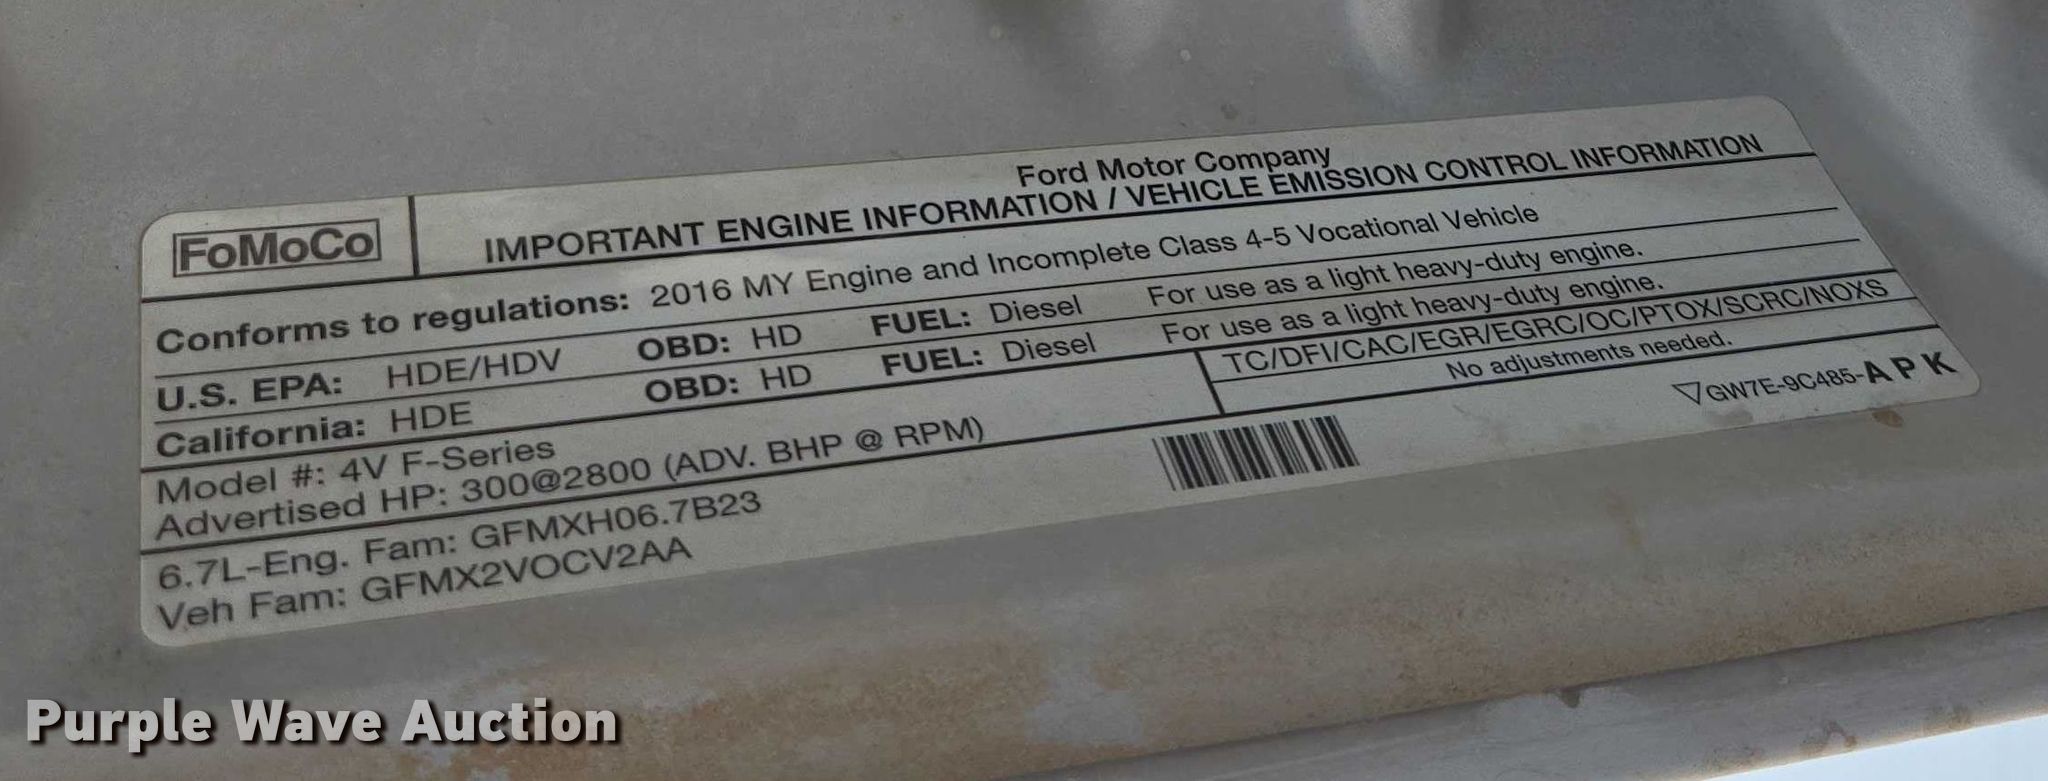 Ford Motor Company
FoMoCo IMPORTANT ENGINE INFORMATION / VEHICLE EMISSION CONTROL INFORMATION
Conforms to regulations: 2016 MY Engine and Incomplete Class 4-5 Vocational Vehicle
U.S. EPA: HDE/HDV OBD: HD FUEL: Diesel For use as a light heavy-duty engine.
California: HDE OBD: HD FUEL: Diesel For use as a light heavy-duty engine.
Model #: 4V F-Series TC/DFI/CAC/EGR/EGRC/OC/PTOX/SCRC/NOXS
Advertised HP: 300@2800 (ADV. BHP @ RPM) No adjustments needed.
6.7L-Eng. Fam: GFMXH06.7B23 GW7E-9C485-APK
Veh Fam: GFMX2VOCV2AA
Purple Wave Auction